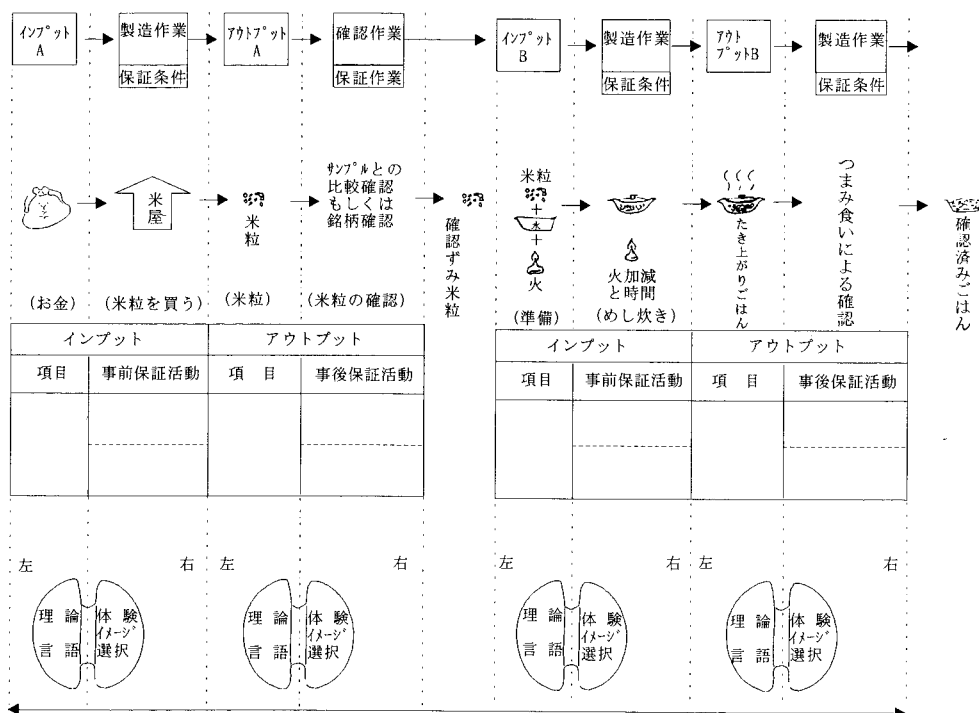 インプット
A
製造作業
保証条件
アウトプット
A
確認作業
保証作業
インプット
B
製造作業
保証条件
アウト
プットB
製造作業
保証条件
米屋
米粒
サンプルとの
比較確認
もしくは
銘柄確認
確認ずみ米粒
米粒
+
水
+
火
火加減
と時間
たき上がりごはん
つまみ食いによる確認
確認済みごはん
(お金)
(米粒を買う)
(米粒)
(米粒の確認)
(準備)
(めし炊き)
インプット
アウトプット
項目
事前保証活動
項 目
事後保証活動
インプット
アウトプット
項目
事前保証活動
項 目
事後保証活動
左
右
理 論
言 語
体 験
イメージ
選択
左
右
理 論
言 語
体 験
イメージ
選択
左
理 論
言 語
体 験
イメージ
選択
右
左
右
理 論
言 語
体 験
イメージ
選択